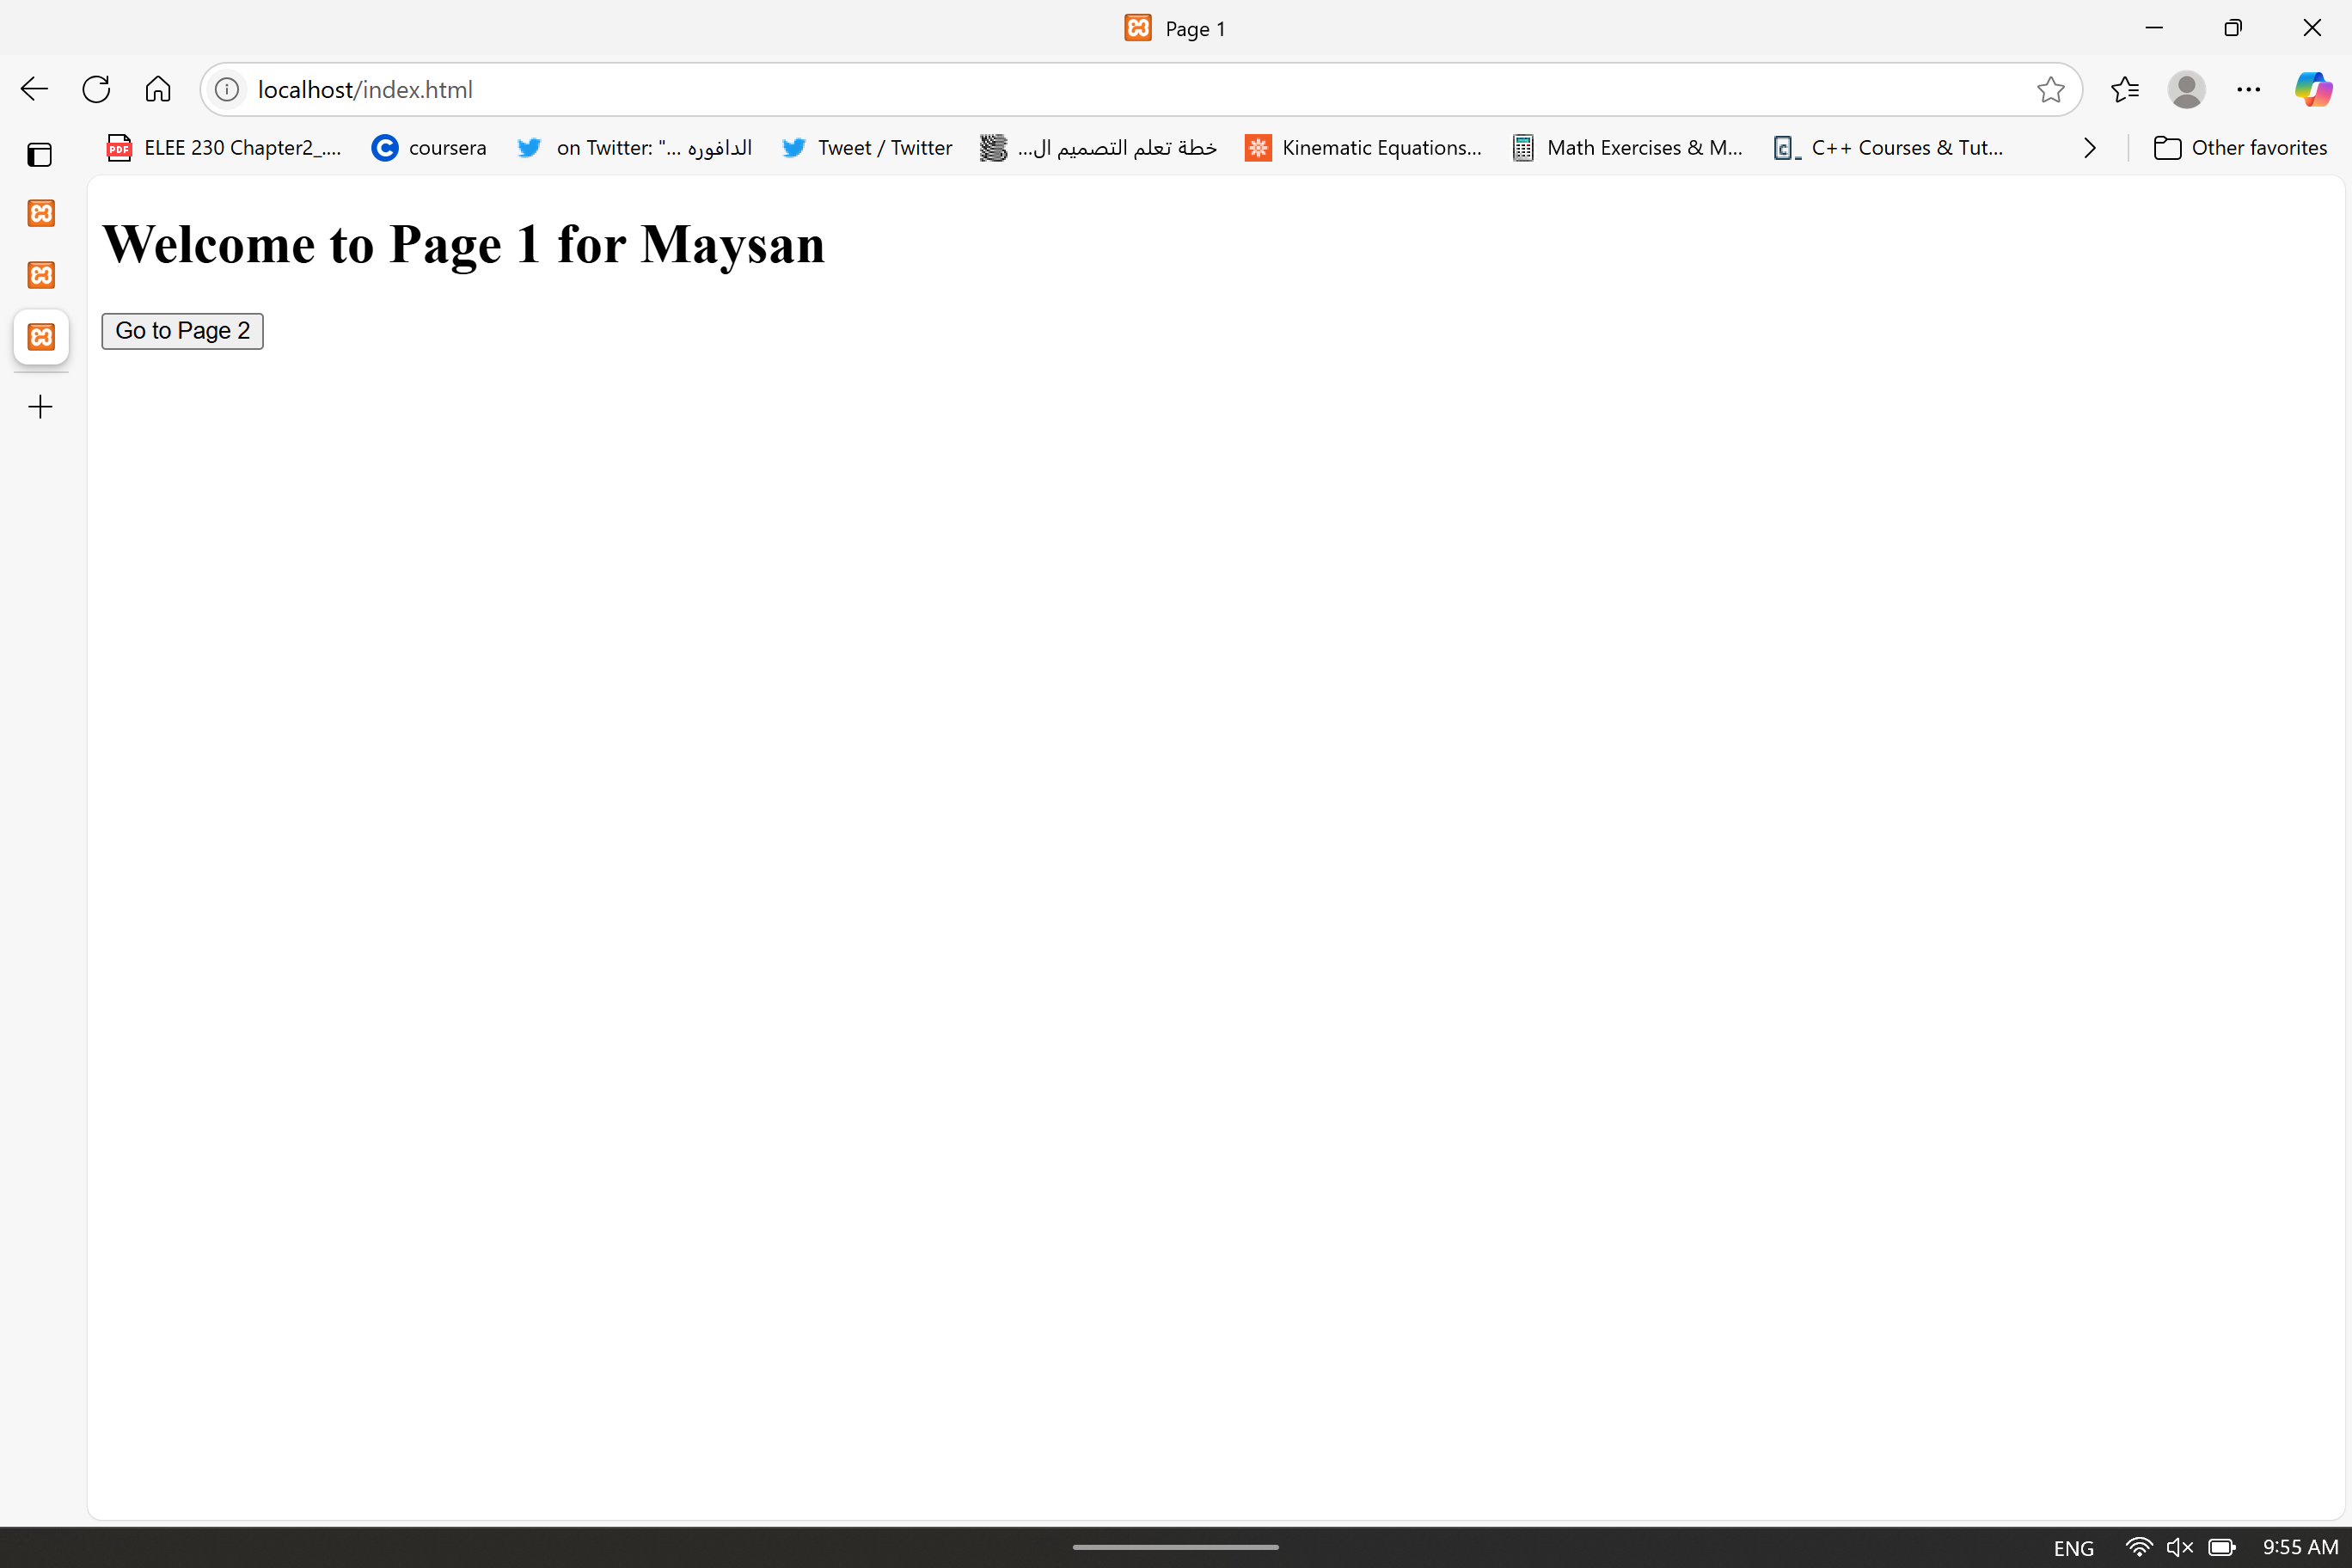 Page 1
localhost/index.html
ELEE 230 Chapter2_....
coursera
on Twitter: "... الدافوره
Tweet / Twitter
خطة تعلم التصميم ال...
Kinematic Equations...
Math Exercises & M...
C++ Courses & Tut...
Other favorites
Welcome to Page 1 for Maysan
Go to Page 2
ENG
9:55 AM